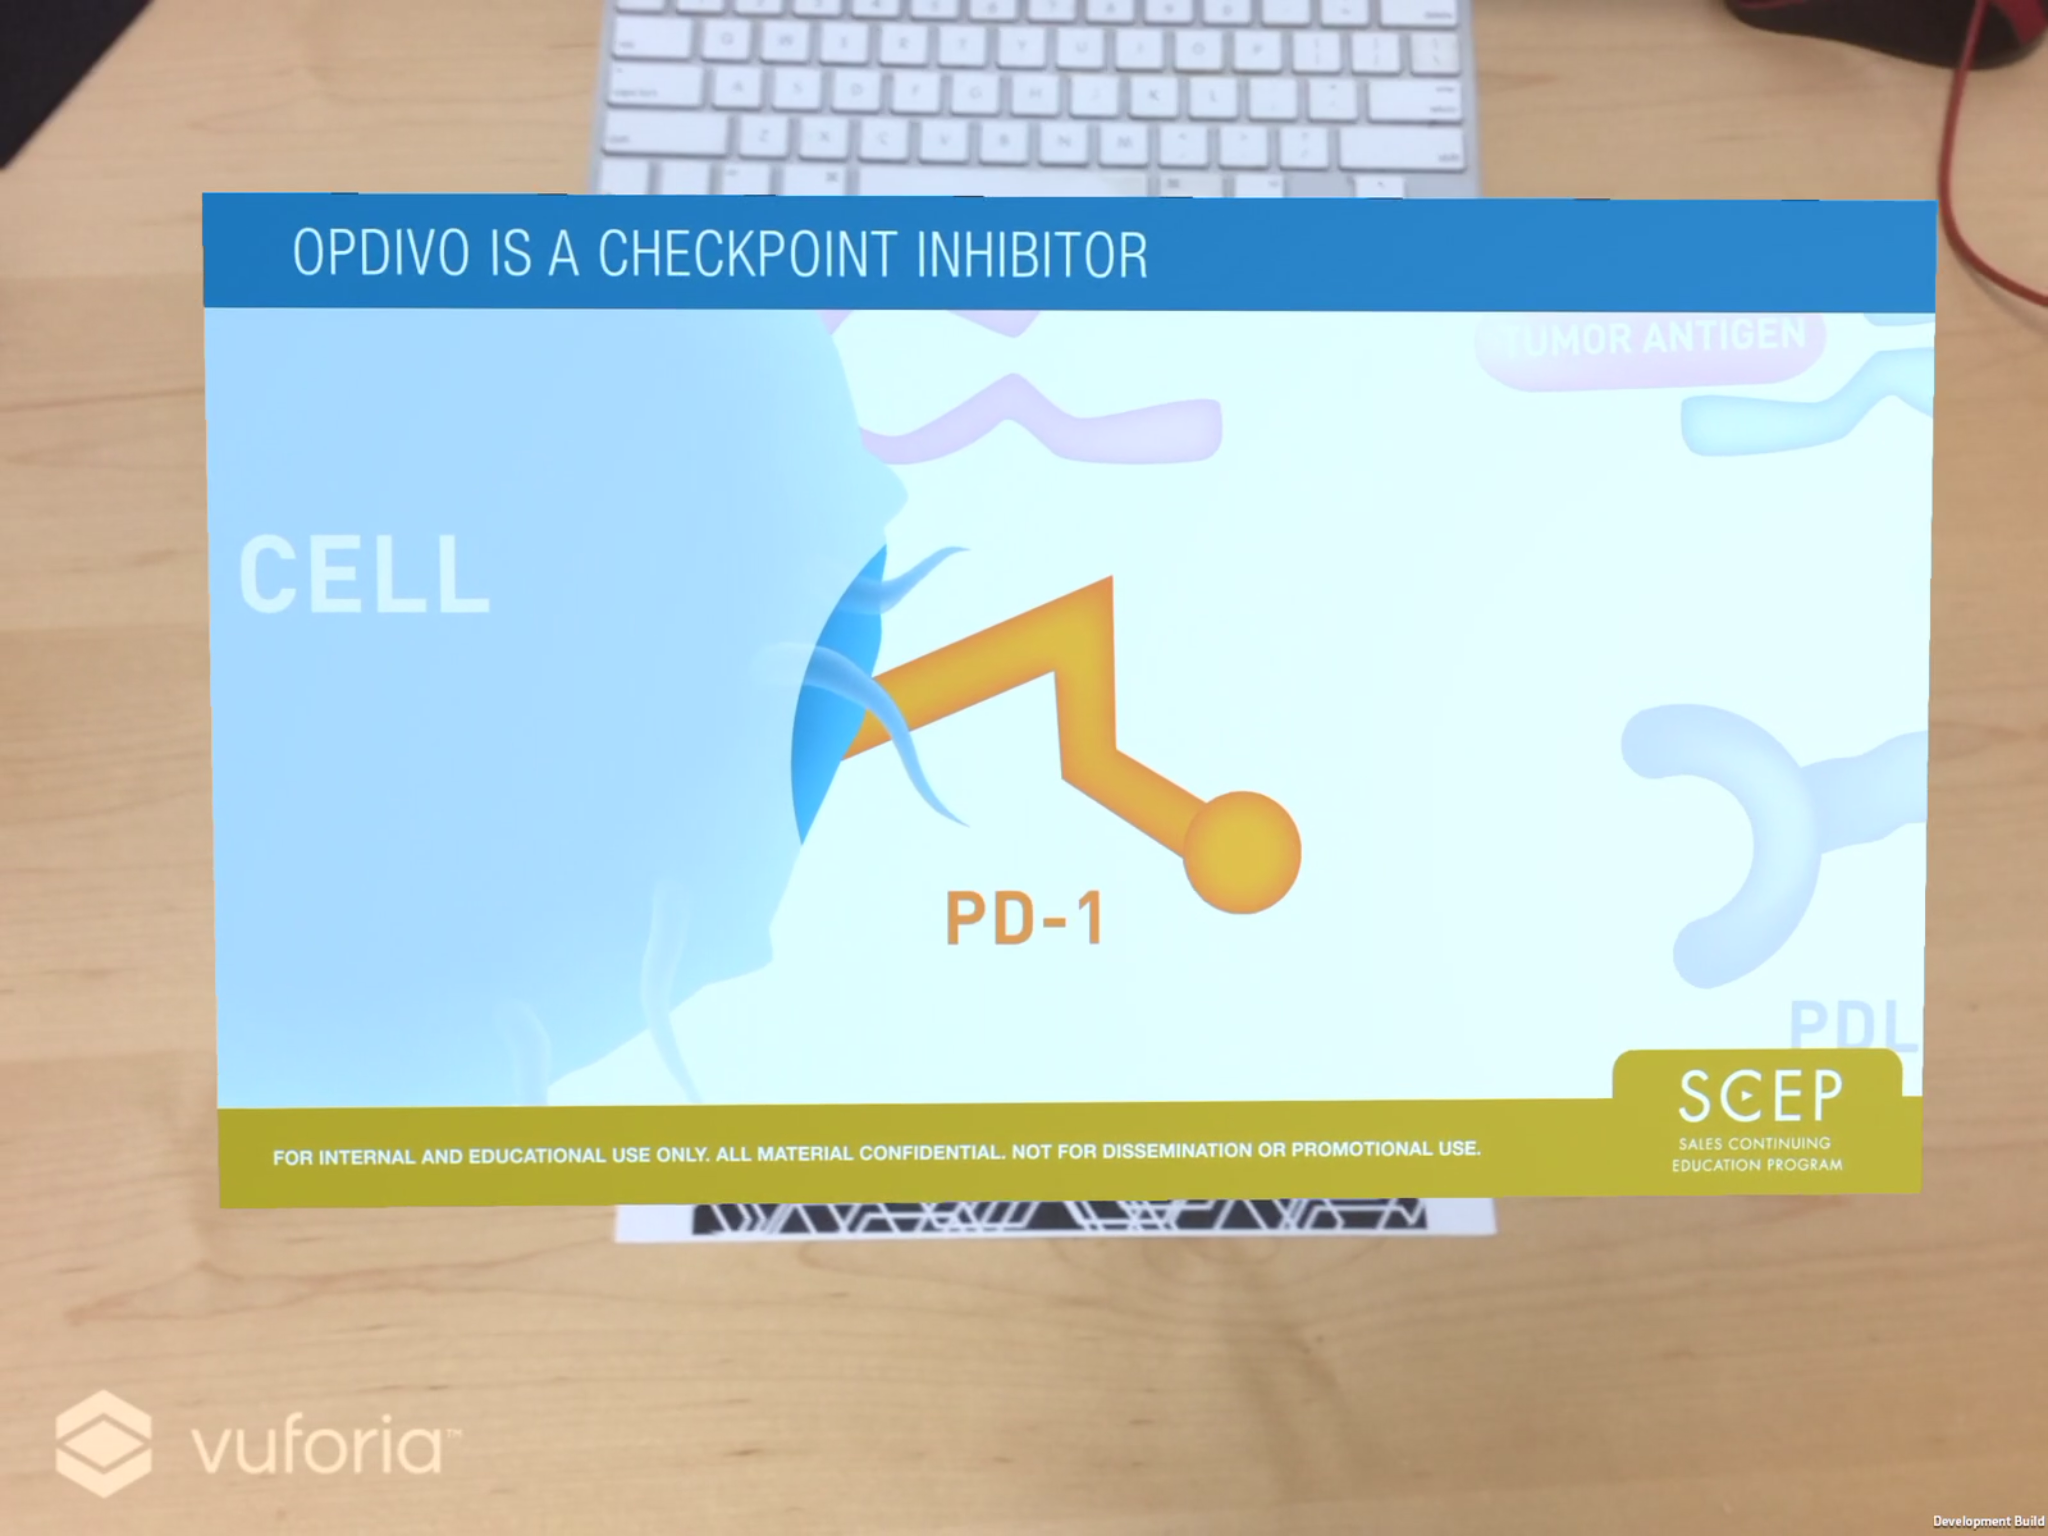 OPDIVO IS A CHECKPOINT INHIBITOR
TUMOR ANTIGEN
CELL
PD-1
PDL
SCEP
SALES CONTINUING
EDUCATION PROGRAM
FOR INTERNAL AND EDUCATIONAL USE ONLY. ALL MATERIAL CONFIDENTIAL. NOT FOR DISSEMINATION OR PROMOTIONAL USE.
vuforia™
Development Build